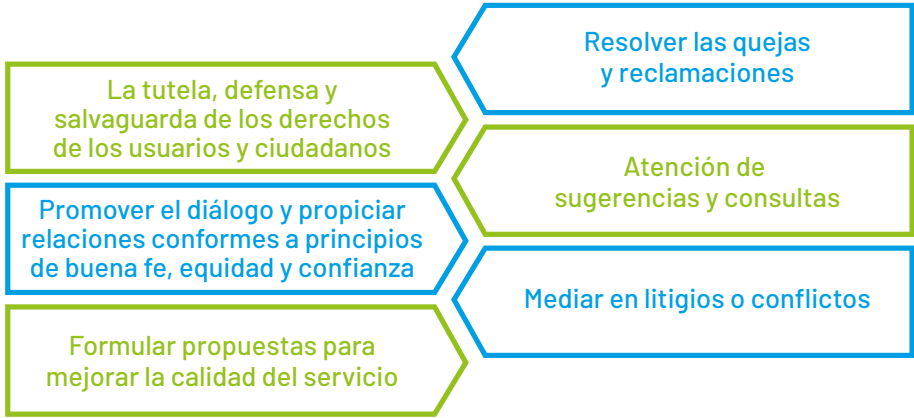 La tutela, defensa y
salvaguarda de los derechos
de los usuarios y ciudadanos
Promover el diálogo y propiciar
relaciones conformes a principios
de buena fe, equidad y confianza
Formular propuestas para
mejorar la calidad del servicio
Resolver las quejas
y reclamaciones
Atención de
sugerencias y consultas
Mediar en litigios o conflictos